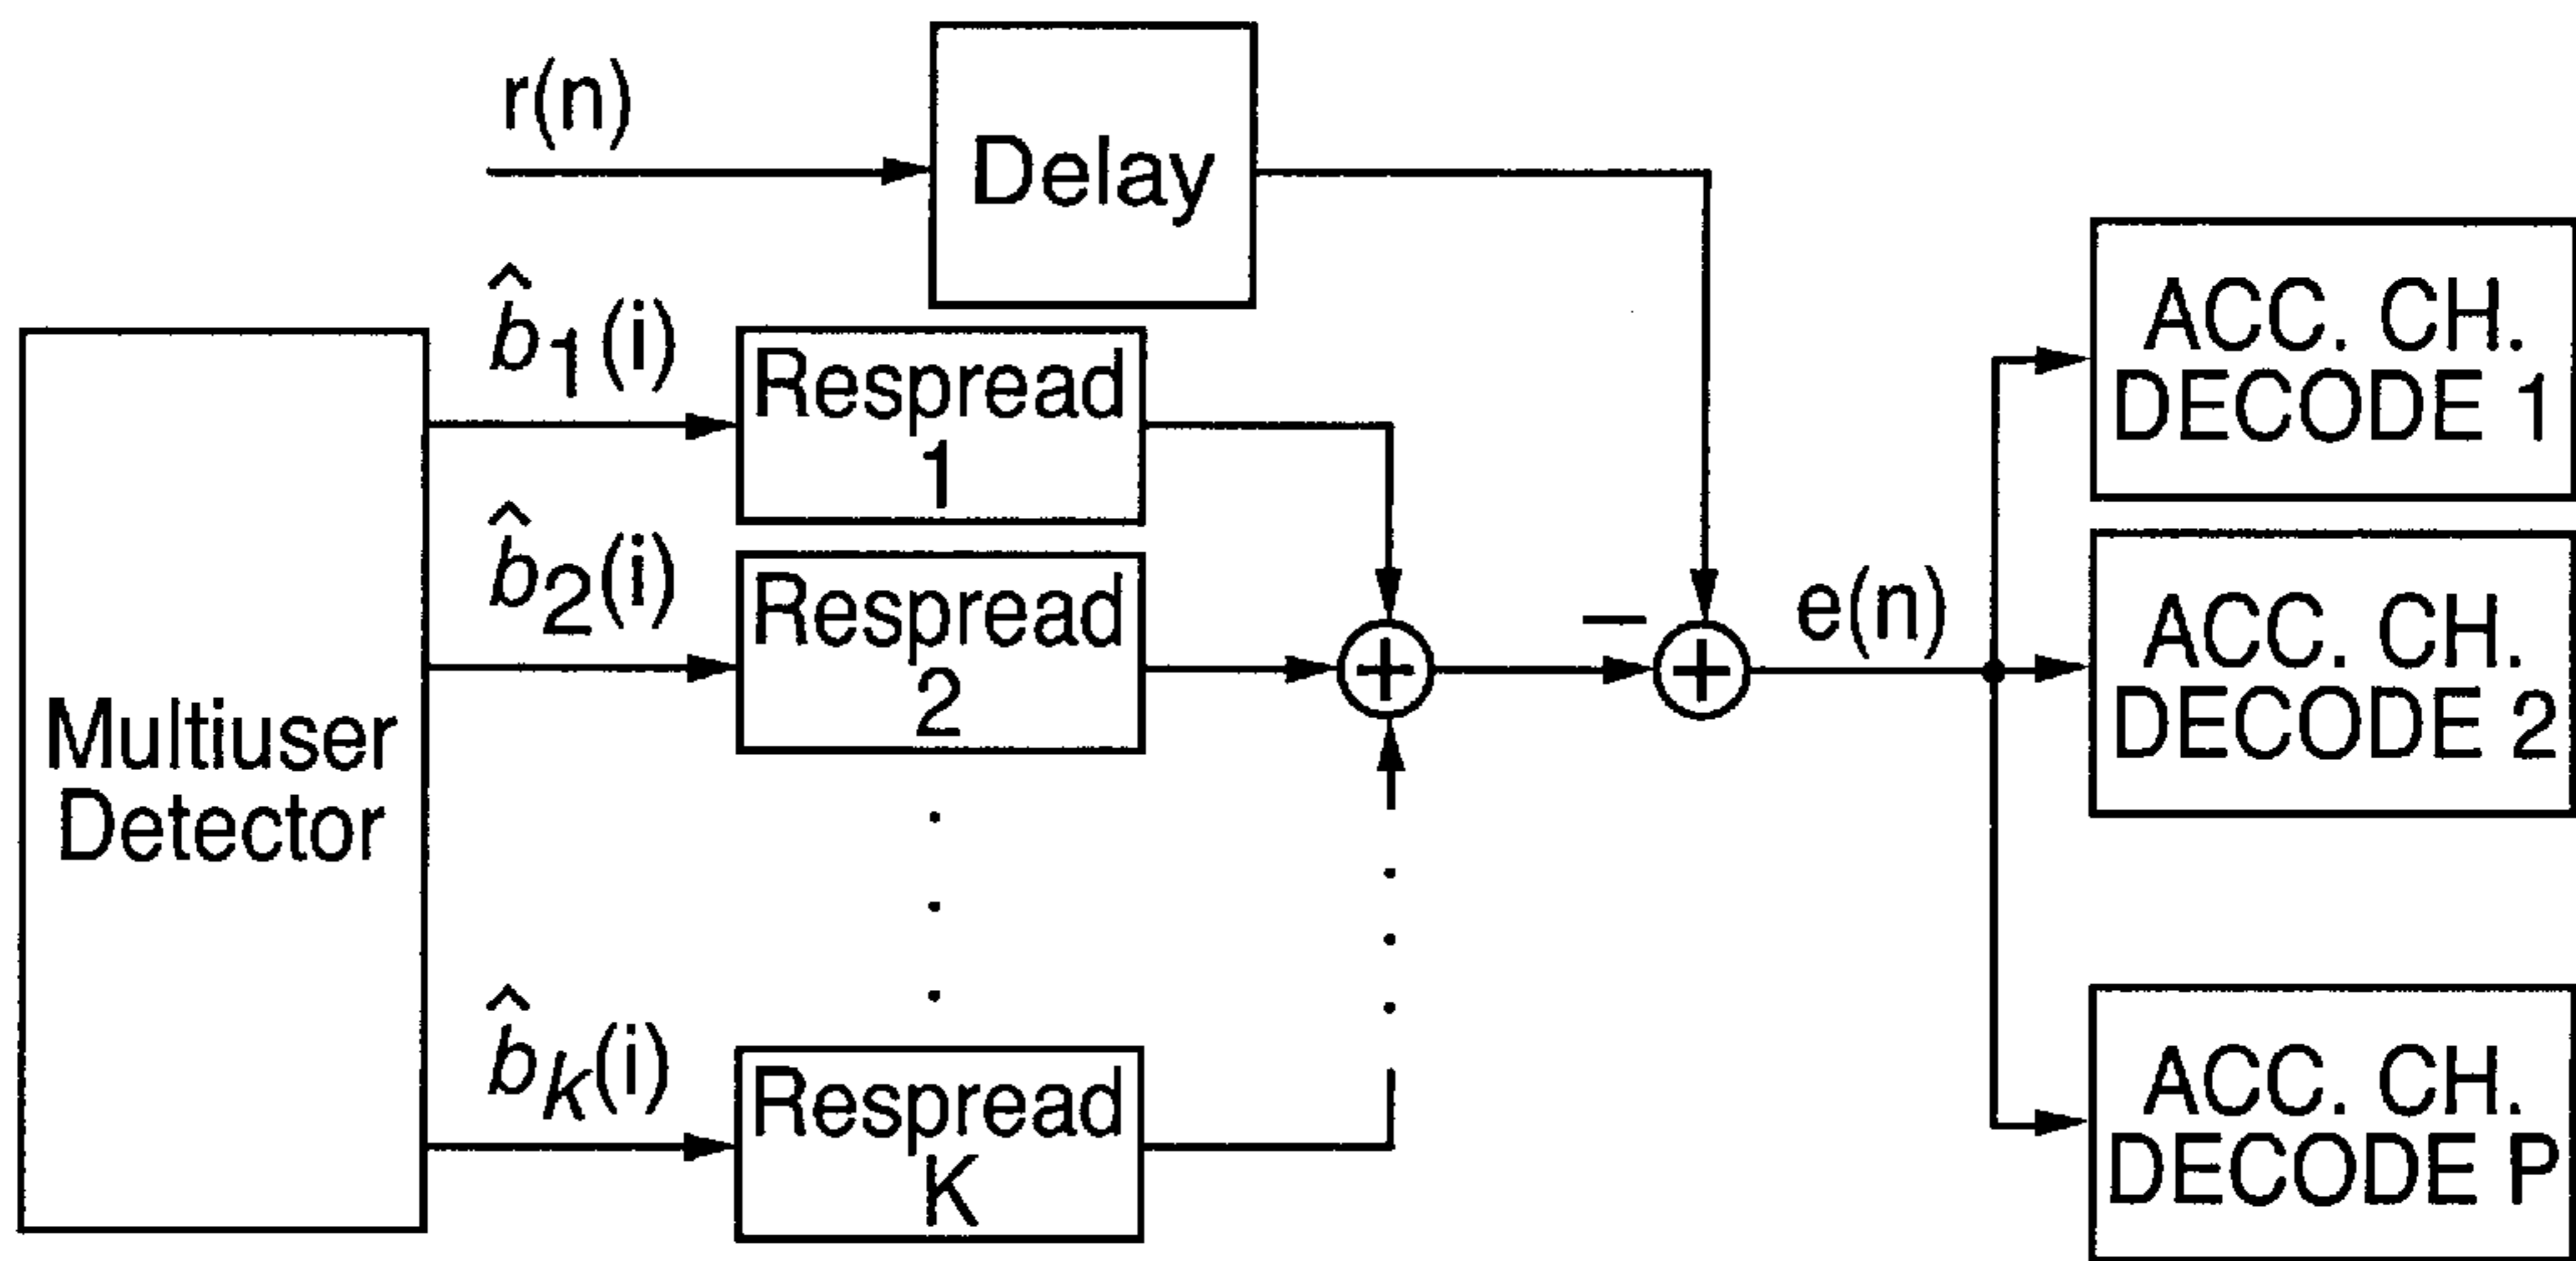 r(n)
Delay
b̂1(i)
Respread
1
b̂2(i)
Respread
2
b̂k(i)
Respread
K
Multiuser
Detector
+
−
+
e(n)
ACC. CH.
DECODE 1
ACC. CH.
DECODE 2
ACC. CH.
DECODE P